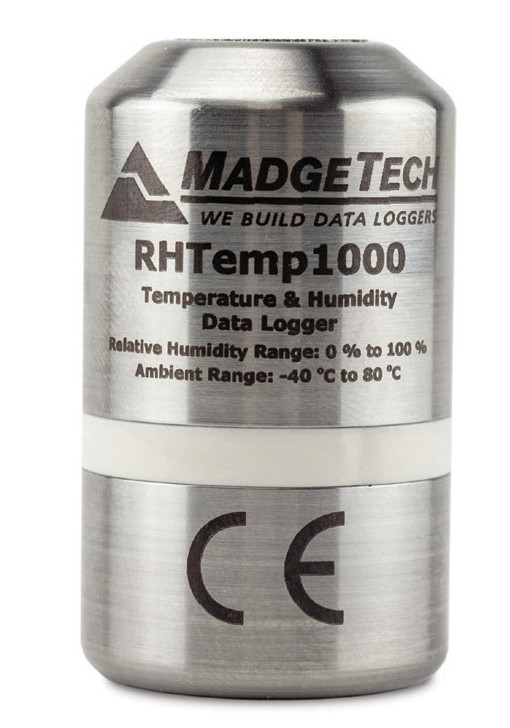 MADGETECH
WE BUILD DATA LOGGERS
RHTemp1000
Temperature & Humidity
Data Logger
Relative Humidity Range: 0 % to 100 %
Ambient Range: -40 °C to 80 °C
CE